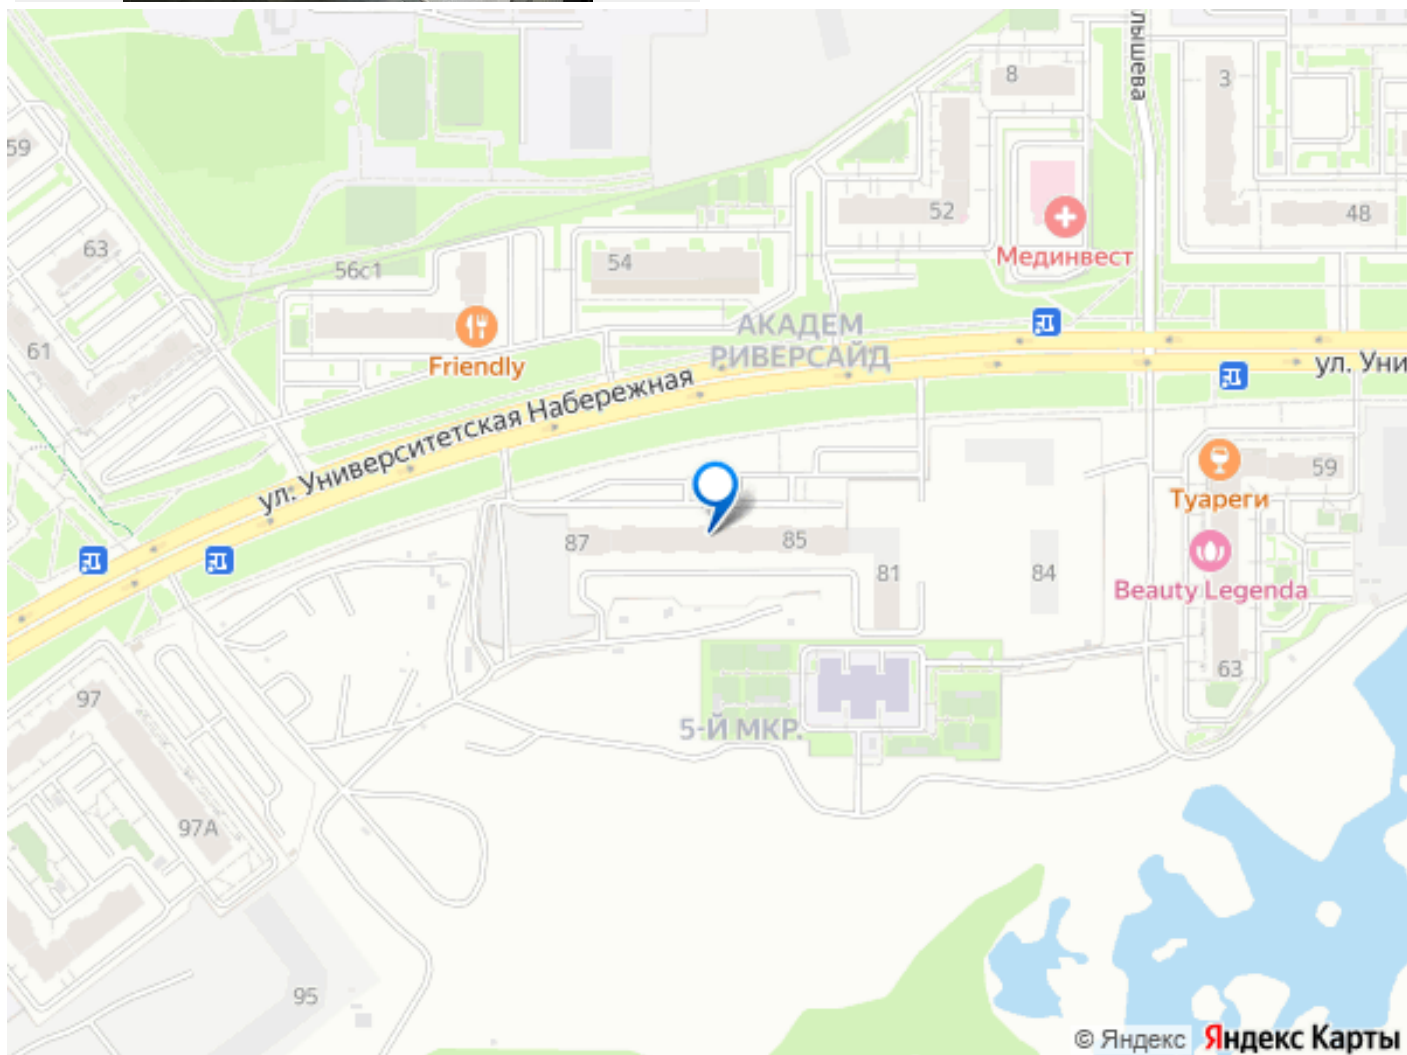 лышева
8
3
59
52
48
63
Мединвест
54
56с1
АКАДЕМ
РИВЕРСАЙД
61
Friendly
ул. Уни
ул. Университетская Набережная
59
Туареги
87
85
81
84
Beauty Legenda
63
97
5-Й МКР.
97А
95
© Яндекс Яндекс Карты